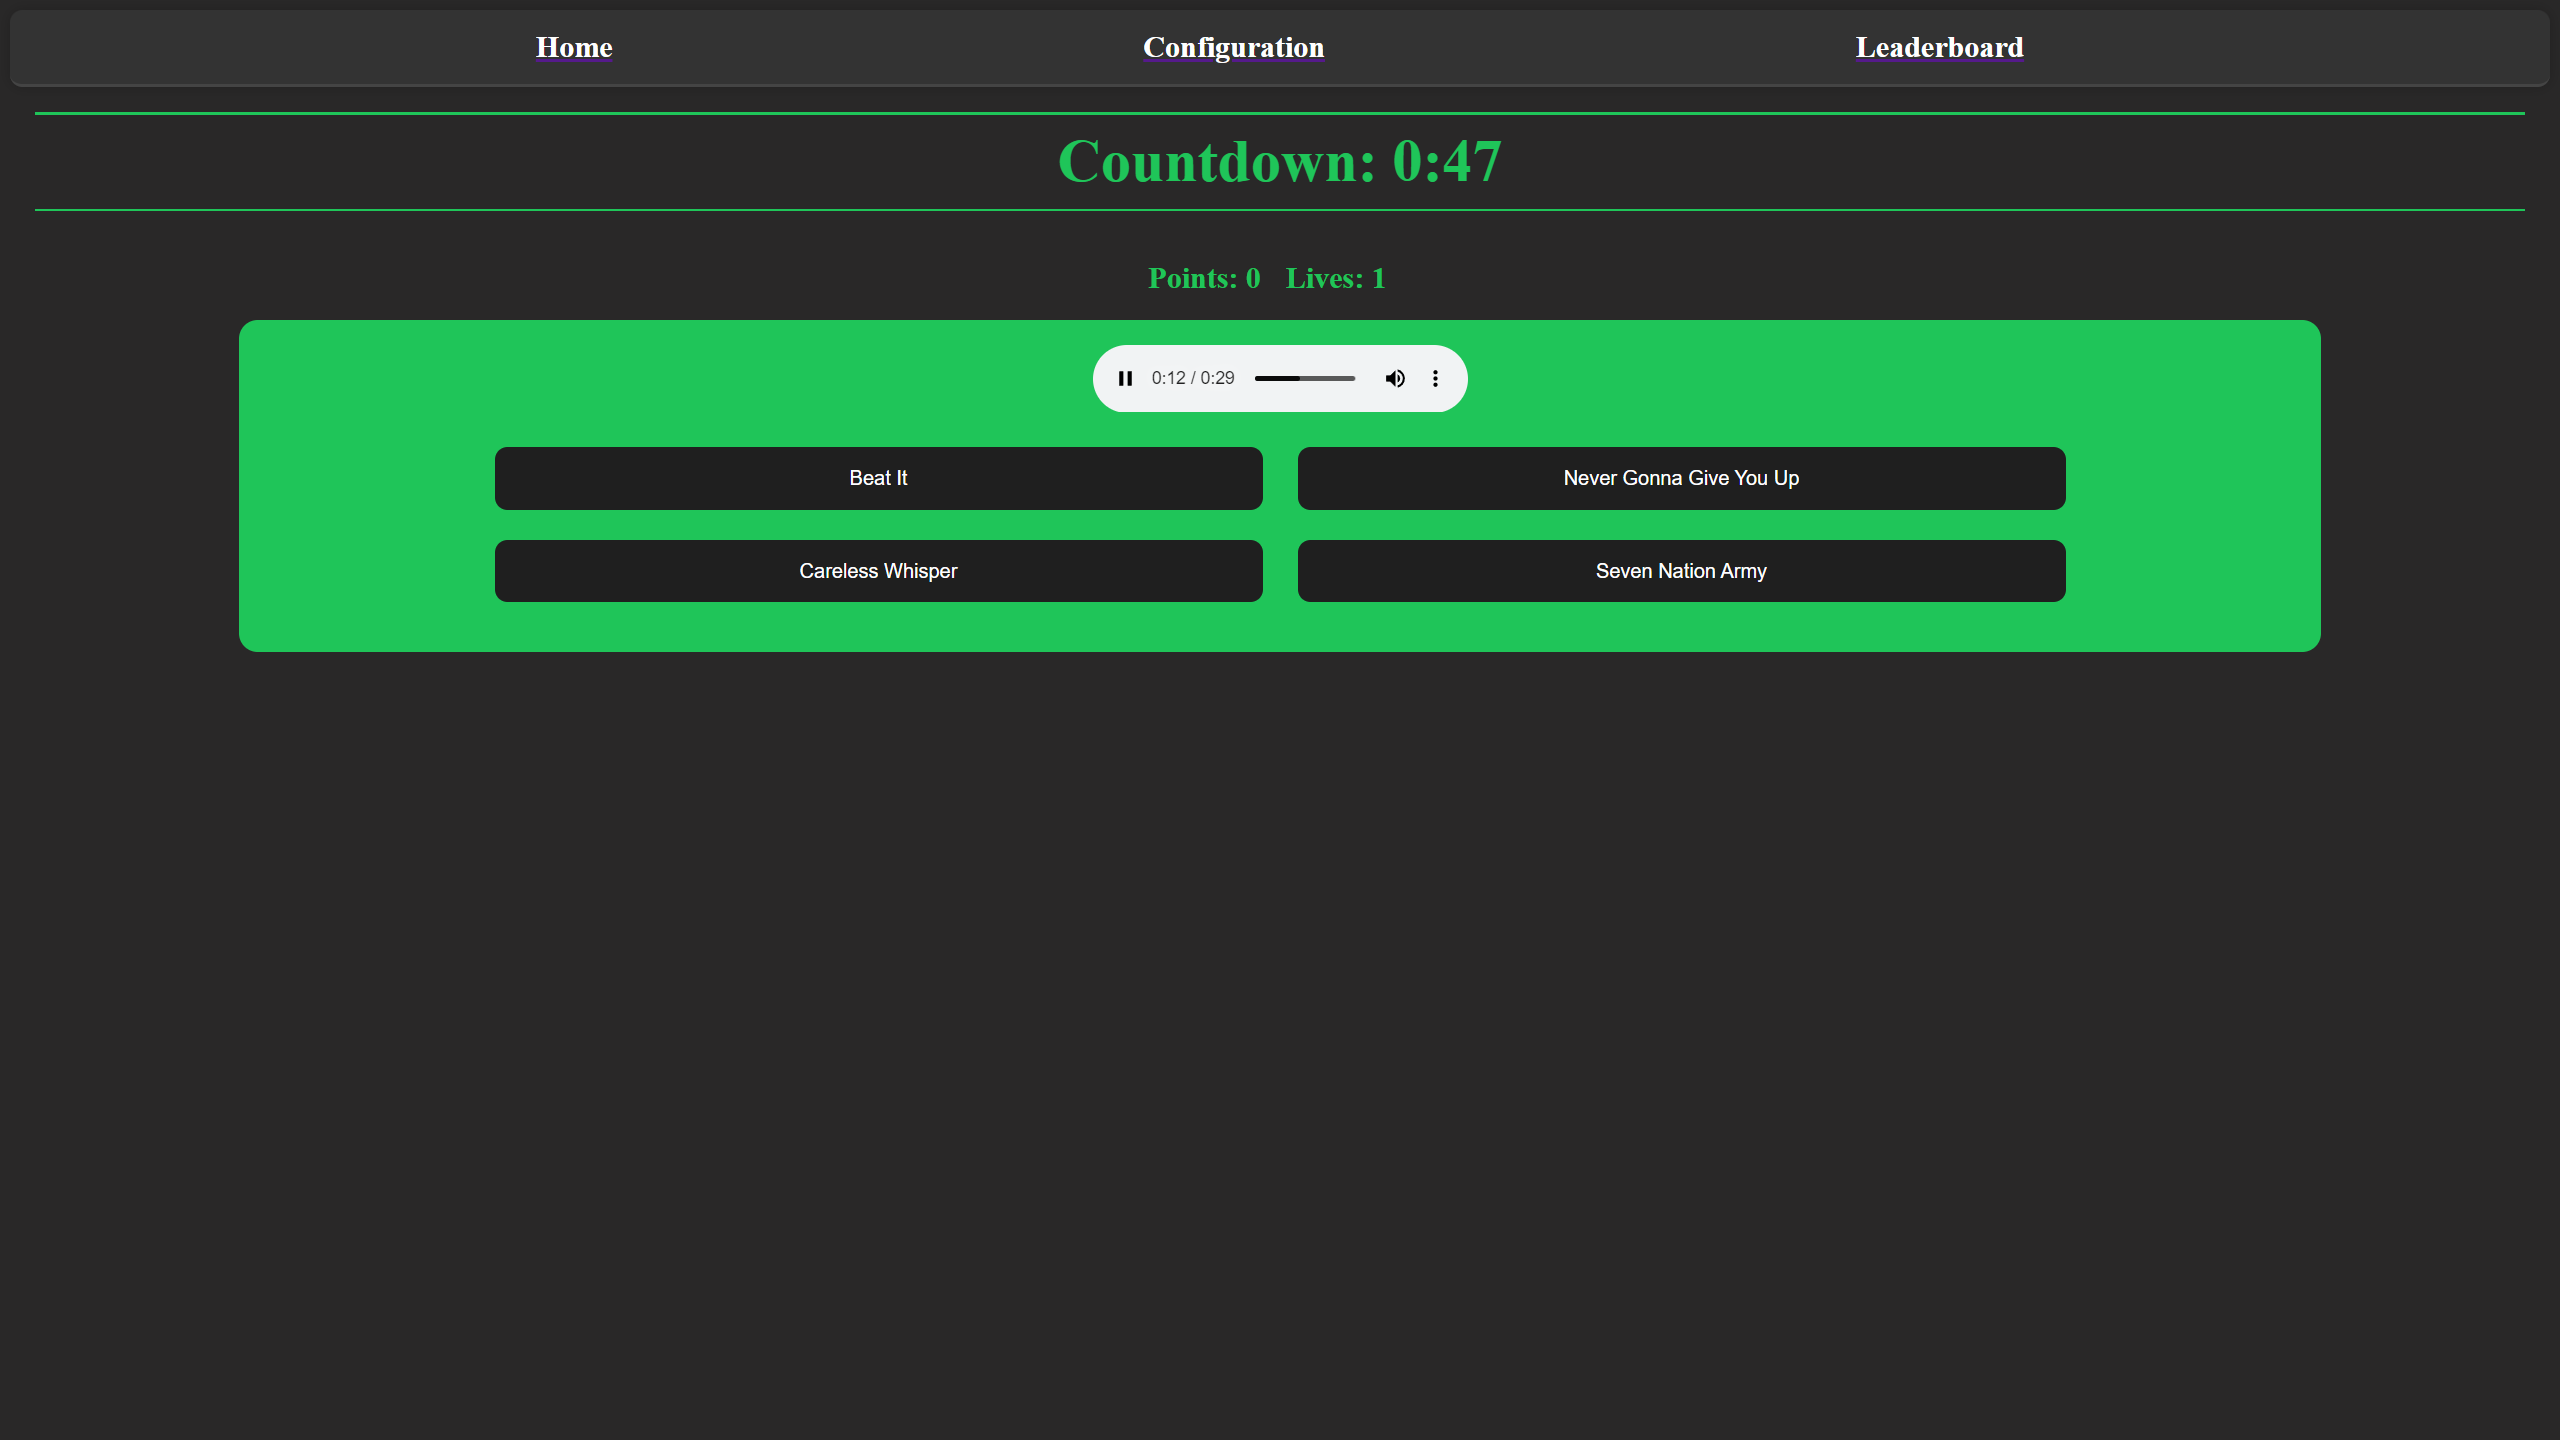 Home Configuration Leaderboard
Countdown: 0:47
Points: 0 Lives: 1
0:12 / 0:29
Beat It Never Gonna Give You Up
Careless Whisper Seven Nation Army